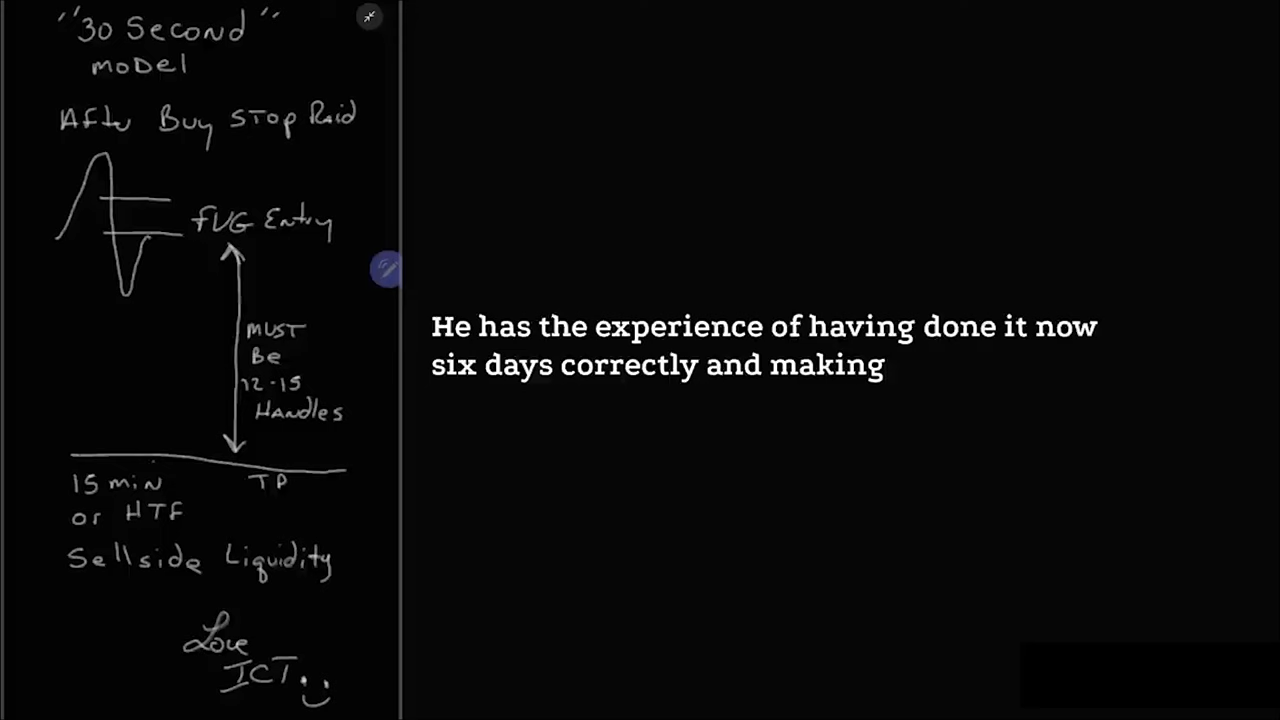 "30 Second"
moDel
After Buy STop Raid
FVG Entry
MUST
Be
12-15
HANdles
15 min
TP
or HTF
Sellside Liquidity
Love
ICT
He has the experience of having done it now
six days correctly and making